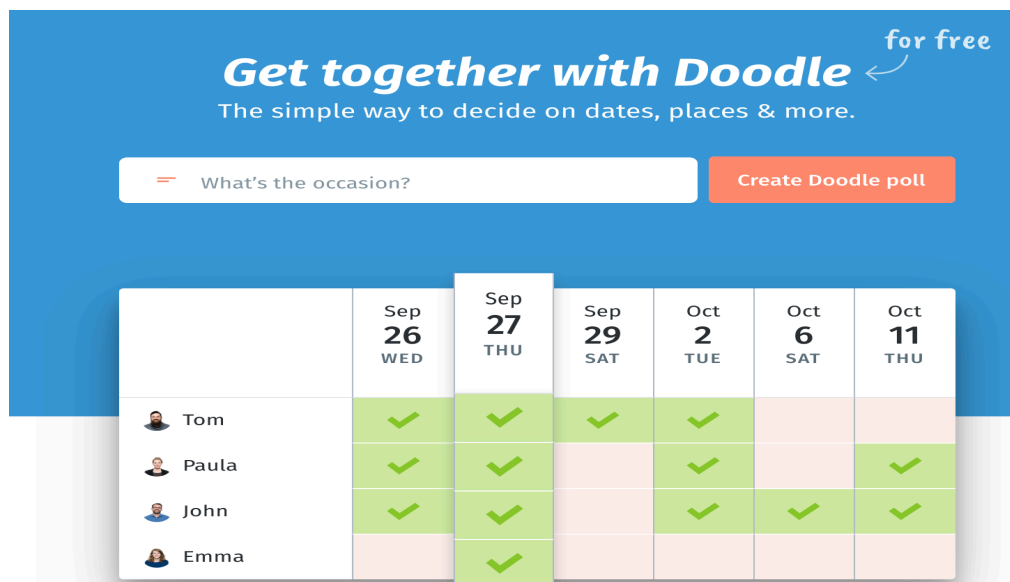 for free
Get together with Doodle
The simple way to decide on dates, places & more.
What's the occasion?
Create Doodle poll
Sep Sep Sep Oct Oct Oct
26 27 29 2 6 11
WED THU SAT TUE SAT THU
Tom
Paula
John
Emma